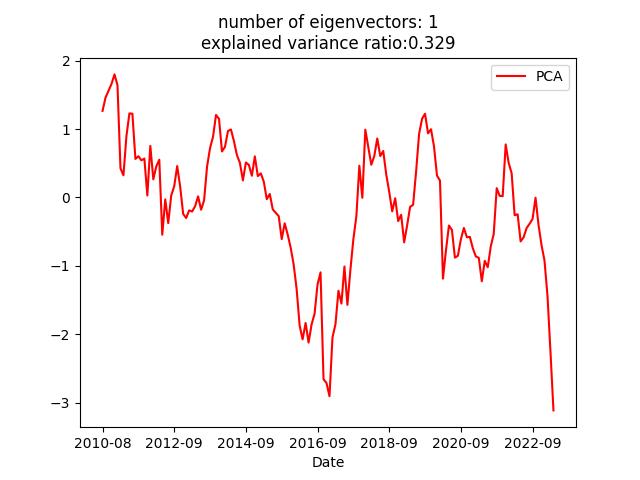 number of eigenvectors: 1
explained variance ratio:0.329
PCA
2
1
0
−1
−2
−3
2010-08 2012-09 2014-09 2016-09 2018-09 2020-09 2022-09
Date